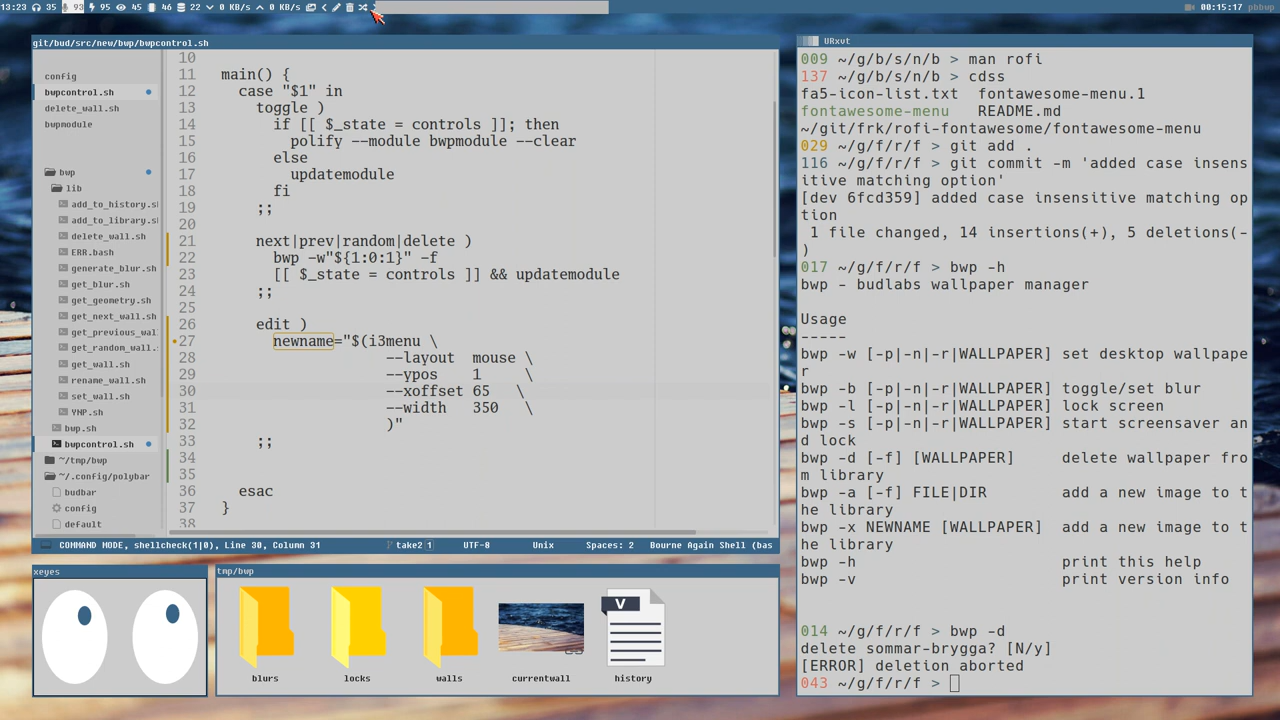 13:23 35 93 95 45 46 22 0 KB/s 0 KB/s
00:15:17 pbbwp
git/bud/src/new/bwp/bwpcontrol.sh
config
bwpcontrol.sh
delete_wall.sh
bwpmodule
bwp
lib
add_to_history.s
add_to_library.s
delete_wall.sh
ERR.bash
generate_blur.sh
get_blur.sh
get_geometry.sh
get_next_wall.sh
get_previous_wal
get_random_wall.
get_wall.sh
rename_wall.sh
set_wall.sh
YNP.sh
bwp.sh
bwpcontrol.sh
~/tmp/bwp
~/.config/polybar
budbar
config
default
10
11 main() {
12 case "$1" in
13 toggle )
14 if [[ $_state = controls ]]; then
15 polify --module bwpmodule --clear
16 else
17 updatemodule
18 fi
19 ;;
20
21 next|prev|random|delete )
22 bwp -w"${1:0:1}" -f
23 [[ $_state = controls ]] && updatemodule
24 ;;
25
26 edit )
27 newname="$(i3menu \
28 --layout mouse \
29 --ypos 1 \
30 --xoffset 65 \
31 --width 350 \
32 )"
33 ;;
34
35
36 esac
37 }
38
COMMAND MODE, shellcheck(1|0), Line 30, Column 31 take2 1 UTF-8 Unix Spaces: 2 Bourne Again Shell (bas
xeyes
tmp/bwp
blurs locks walls currentwall history
V
URxvt
009 ~/g/b/s/n/b > man rofi
137 ~/g/b/s/n/b > cdss
fa5-icon-list.txt fontawesome-menu.1
fontawesome-menu README.md
~/git/frk/rofi-fontawesome/fontawesome-menu
029 ~/g/f/r/f > git add .
116 ~/g/f/r/f > git commit -m 'added case insens
itive matching option'
[dev 6fcd359] added case insensitive matching op
tion
1 file changed, 14 insertions(+), 5 deletions(-
)
017 ~/g/f/r/f > bwp -h
bwp - budlabs wallpaper manager
Usage
-----
bwp -w [-p|-n|-r|WALLPAPER] set desktop wallpape
r
bwp -b [-p|-n|-r|WALLPAPER] toggle/set blur
bwp -l [-p|-n|-r|WALLPAPER] lock screen
bwp -s [-p|-n|-r|WALLPAPER] start screensaver an
d lock
bwp -d [-f] [WALLPAPER] delete wallpaper fro
m library
bwp -a [-f] FILE|DIR add a new image to t
he library
bwp -x NEWNAME [WALLPAPER] add a new image to t
he library
bwp -h print this help
bwp -v print version info
014 ~/g/f/r/f > bwp -d
delete sommar-brygga? [N/y]
[ERROR] deletion aborted
043 ~/g/f/r/f >